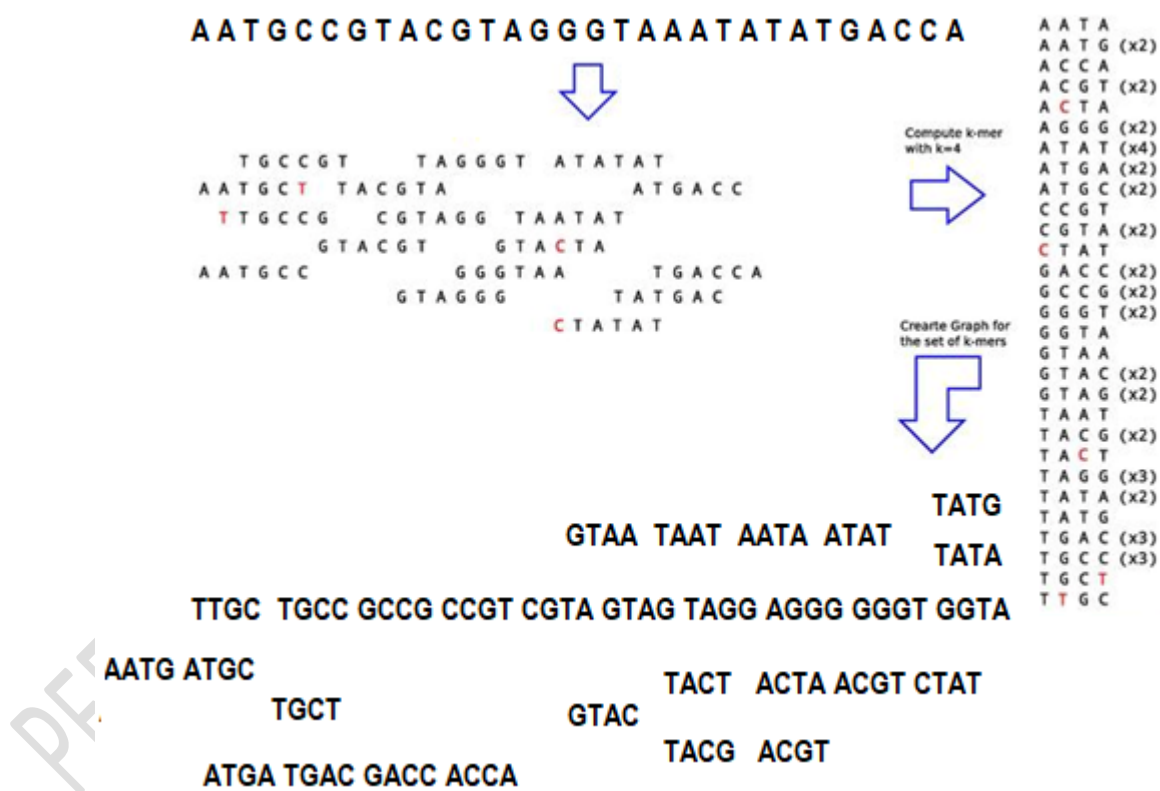 AATGCCGTACGTAGGGTAAATATATGACCA
TGCCGT TAGGGT ATATAT
AATGCT TACGTA ATGACC
TTGCCG CGTAGG TAATAT
GTACGT GTACTA
AATGCC GGGTAA TGACCA
GTAGGG TATGAC
CTATAT
Compute k-mer
with k=4
Crearte Graph for
the set of k-mers
AATA
AATG (x2)
ACCA
ACGT (x2)
ACTA
AGGG (x2)
ATAT (x4)
ATGA (x2)
ATGC (x2)
CCGT
CGTA (x2)
CTAT
GACC (x2)
GCCG (x2)
GGGT (x2)
GGTA
GTAA
GTAC (x2)
GTAG (x2)
TAAT
TACG (x2)
TACT
TAGG (x3)
TATA (x2)
TATG
TGAC (x3)
TGCC (x3)
TGCT
TTGC
TATG
GTAA TAAT AATA ATAT
TATA
TTGC TGCC GCCG CCGT CGTA GTAG TAGG AGGG GGGT GGTA
AATG ATGC
TGCT
TACT ACTA ACGT CTAT
GTAC
TACG ACGT
ATGA TGAC GACC ACCA